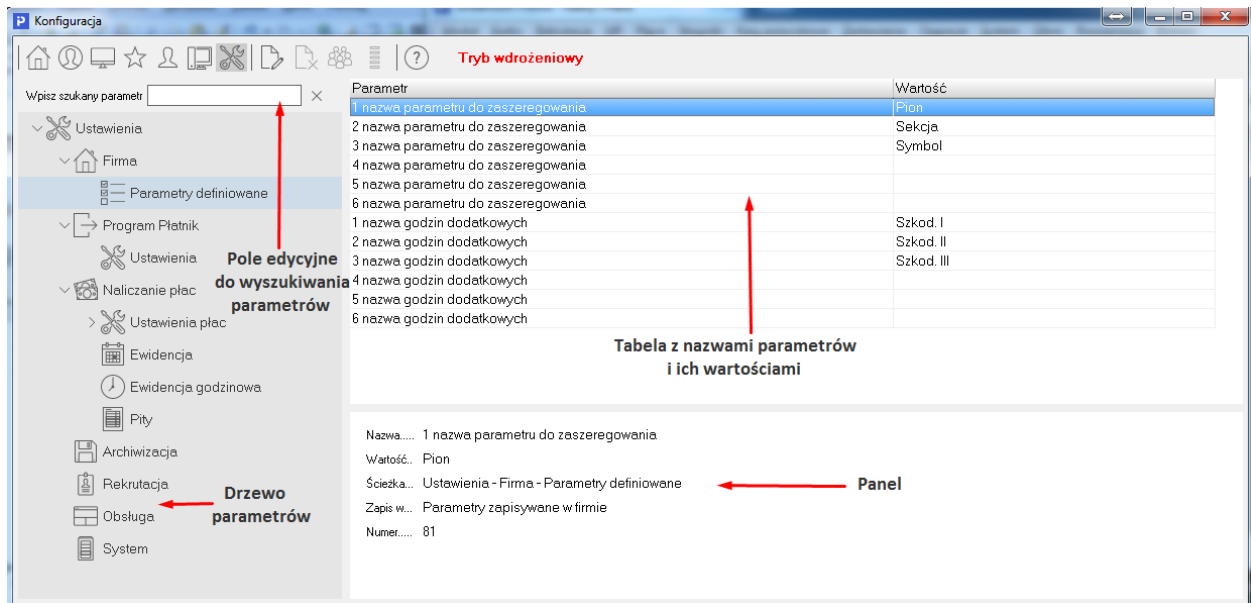 Konfiguracja
Tryb wdrożeniowy
Wpisz szukany parametr
Ustawienia
Firma
Parametry definiowane
Program Płatnik
Ustawienia
Naliczanie płac
Ustawienia płac
Ewidencja
Ewidencja godzinowa
Pity
Archiwizacja
Rekrutacja
Obsługa
System
Pole edycyjne
do wyszukiwania
parametrów
Drzewo
parametrów
Parametr Wartość
1 nazwa parametru do zaszeregowania Pion
2 nazwa parametru do zaszeregowania Sekcja
3 nazwa parametru do zaszeregowania Symbol
4 nazwa parametru do zaszeregowania
5 nazwa parametru do zaszeregowania
6 nazwa parametru do zaszeregowania
1 nazwa godzin dodatkowych Szkod. I
2 nazwa godzin dodatkowych Szkod. II
3 nazwa godzin dodatkowych Szkod. III
4 nazwa godzin dodatkowych
5 nazwa godzin dodatkowych
6 nazwa godzin dodatkowych
Tabela z nazwami parametrów
i ich wartościami
Nazwa..... 1 nazwa parametru do zaszeregowania
Wartość.. Pion
Ścieżka... Ustawienia - Firma - Parametry definiowane
Zapis w... Parametry zapisywane w firmie
Numer..... 81
Panel